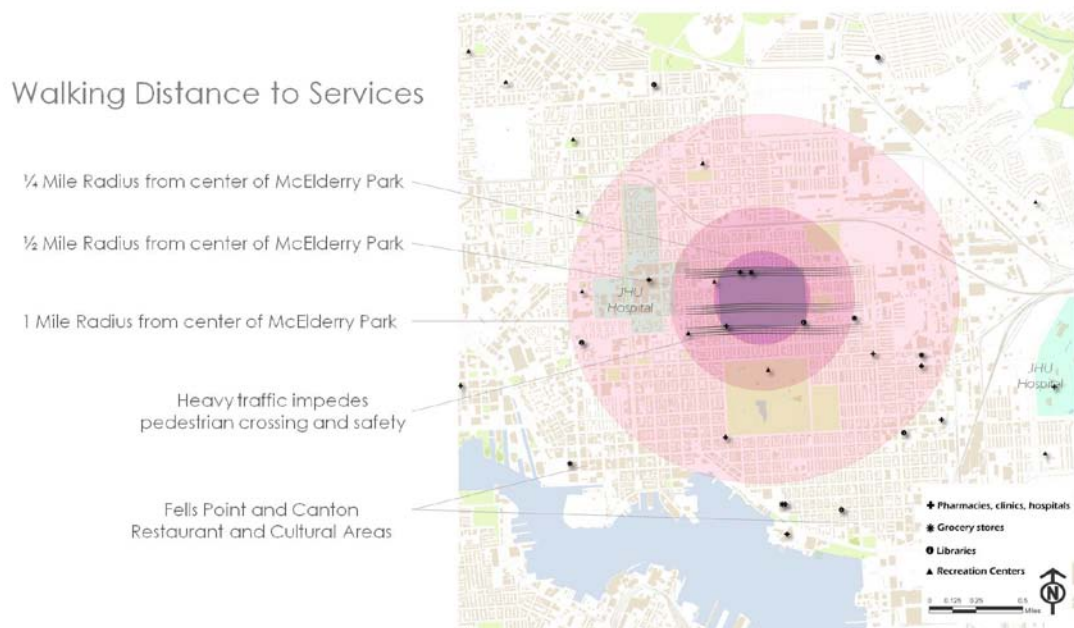 Walking Distance to Services
¼ Mile Radius from center of McElderry Park
½ Mile Radius from center of McElderry Park
1 Mile Radius from center of McElderry Park
Heavy traffic impedes
pedestrian crossing and safety
Fells Point and Canton
Restaurant and Cultural Areas
JHU
Hospital
JHU
Hospital
Pharmacies, clinics, hospitals
Grocery stores
Libraries
Recreation Centers
0 0.125 0.25 0.5
Miles
N